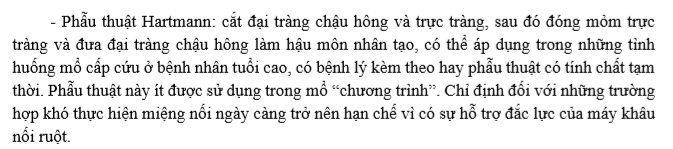 - Phẫu thuật Hartmann: cắt đại tràng chậu hông và trực tràng, sau đó đóng mỏm trực
tràng và đưa đại tràng chậu hông làm hậu môn nhân tạo, có thể áp dụng trong những tình
huống mổ cấp cứu ở bệnh nhân tuổi cao, có bệnh lý kèm theo hay phẫu thuật có tính chất tạm
thời. Phẫu thuật này ít được sử dụng trong mổ “chương trình”. Chỉ định đối với những trường
hợp khó thực hiện miệng nối ngày càng trở nên hạn chế vì có sự hỗ trợ đắc lực của máy khâu
nối ruột.